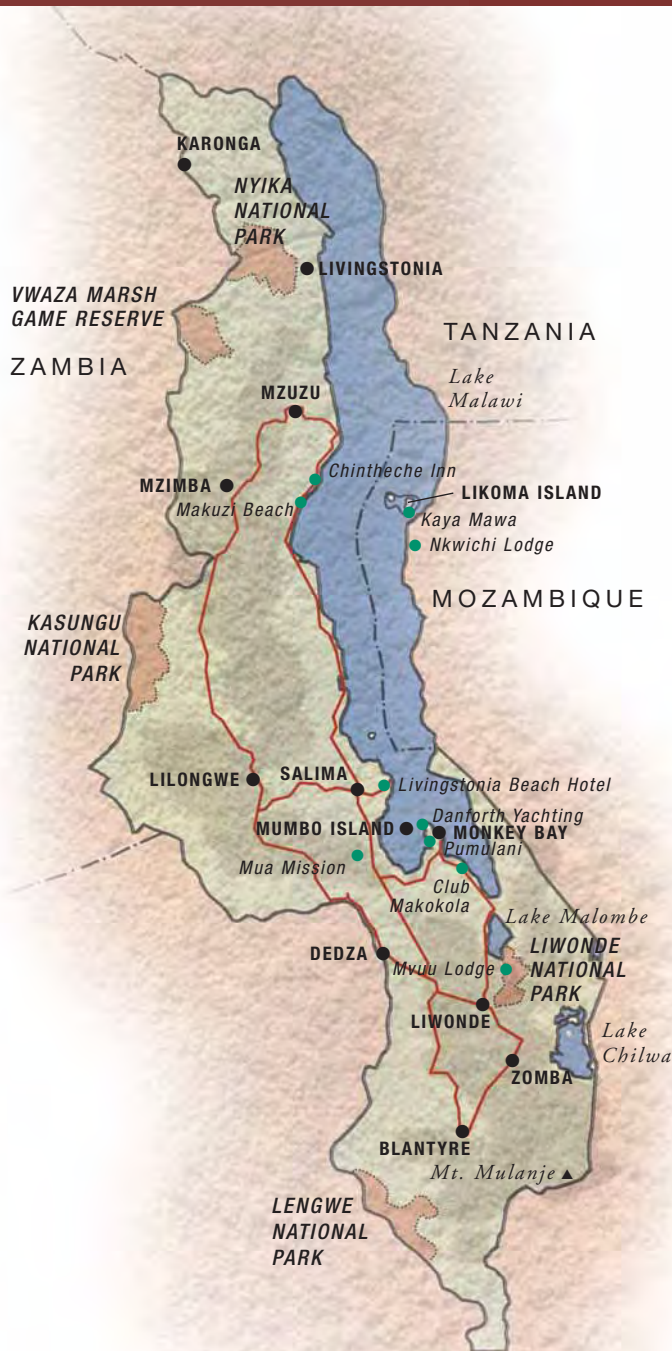 KARONGA
NYIKA
NATIONAL
PARK
LIVINGSTONIA
VWAZA MARSH
GAME RESERVE
TANZANIA
ZAMBIA
Lake
Malawi
MZUZU
Chintheche Inn
MZIMBA
LIKOMA ISLAND
Makuzi Beach
Kaya Mawa
Nkwichi Lodge
MOZAMBIQUE
KASUNGU
NATIONAL
PARK
LILONGWE
SALIMA
Livingstonia Beach Hotel
Danforth Yachting
MUMBO ISLAND
MONKEY BAY
Pumulani
Mua Mission
Club
Makokola
Lake Malombe
DEDZA
Mvuu Lodge
LIWONDE
NATIONAL
PARK
LIWONDE
Lake
Chilwa
ZOMBA
BLANTYRE
Mt. Mulanje
LENGWE
NATIONAL
PARK